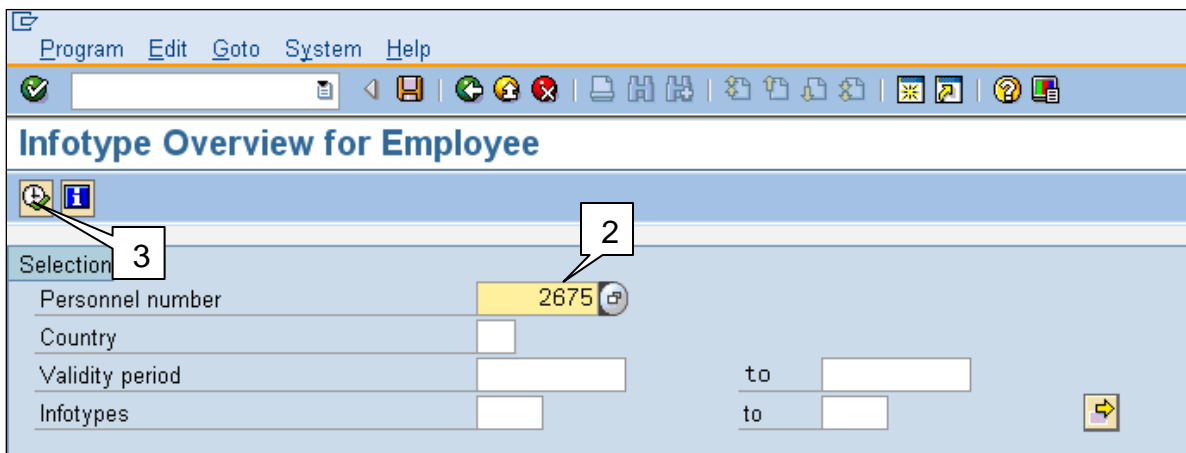 Program Edit Goto System Help
Infotype Overview for Employee
3
2
Selection
Personnel number 2675
Country
Validity period to
Infotypes to